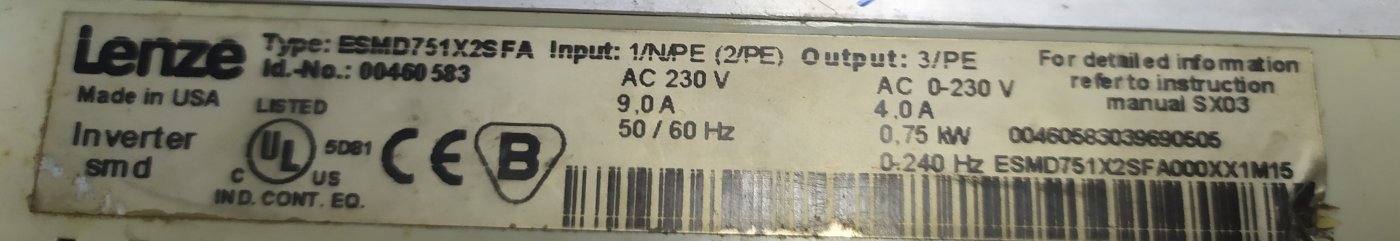 Lenze
Made in USA
Inverter
smd
Type: ESMD751X2SFA
Id.-No.: 00460583
LISTED
UL
C US
5D81
IND. CONT. EQ.
CE
B
Input: 1/N/PE (2/PE)
AC 230 V
9,0 A
50 / 60 Hz
Output: 3/PE
AC 0-230 V
4,0 A
0,75 kW
0-240 Hz
For detailed information
refer to instruction
manual SX03
00460583039690505
ESMD751X2SFA000XX1M15